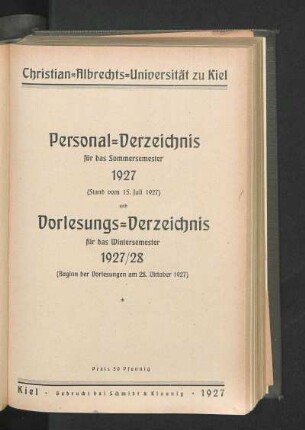 Christian=Albrechts=Universität zu Kiel
Personal=Verzeichnis
für das Sommersemester
1927
(Stand vom 15. Juli 1927)
und
Vorlesungs=Verzeichnis
für das Wintersemester
1927/28
(Beginn der Vorlesungen am 28. Oktober 1927)
*
Preis 50 Pfennig
Kiel · Gedruckt bei Schmidt & Klaunig · 1927